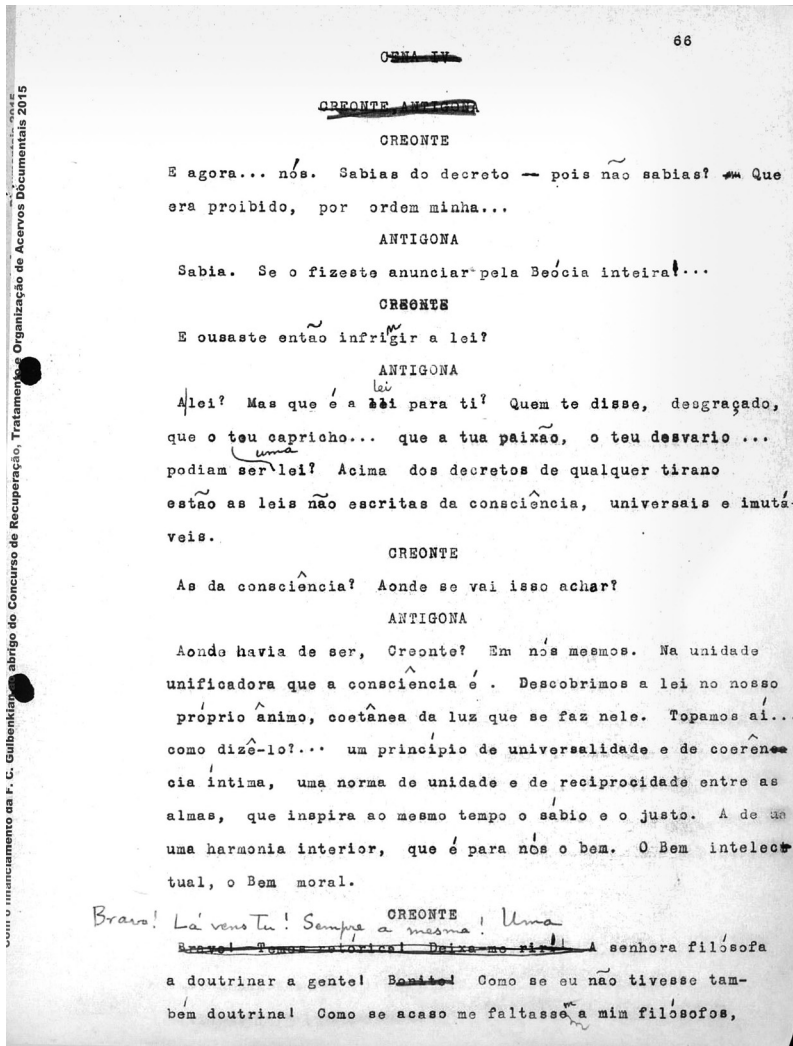 66
CENA IV
CREONTE, ANTIGONA
CREONTE
E agora... nós. Sabias do decreto — pois não sabias? Que
era proibido, por ordem minha...
ANTIGONA
Sabia. Se o fizeste anunciar pela Beócia inteira!...
CREONTE
E ousaste então infringir a lei?
ANTIGONA
A lei? Mas que é a lei para ti? Quem te disse, desgraçado,
que o teu capricho... que a tua paixão, o teu desvario ...
podiam ser uma lei? Acima dos decretos de qualquer tirano
estão as leis não escritas da consciência, universais e imutá-
veis.
CREONTE
As da consciência? Aonde se vai isso achar?
ANTIGONA
Aonde havia de ser, Creonte? Em nós mesmos. Na unidade
unificadora que a consciência é . Descobrimos a lei no nosso
próprio ânimo, coetânea da luz que se faz nele. Topamos aí...
como dizê-lo?... um princípio de universalidade e de coerên
cia íntima, uma norma de unidade e de reciprocidade entre as
almas, que inspira ao mesmo tempo o sábio e o justo. A de
uma harmonia interior, que é para nós o bem. O Bem intelec
tual, o Bem moral.
CREONTE
Bravo! Lá vens Tu! Sempre a mesma! Uma
Bravo! Temos retórica! Deixa-me rir! A senhora filósofa
a doutrinar a gente! Bonito! Como se eu não tivesse tam-
bém doutrina! Como se acaso me faltassem a mim filósofos,
Com o financiamento da F. C. Gulbenkian ao abrigo do Concurso de Recuperação, Tratamento e Organização de Acervos Documentais 2015